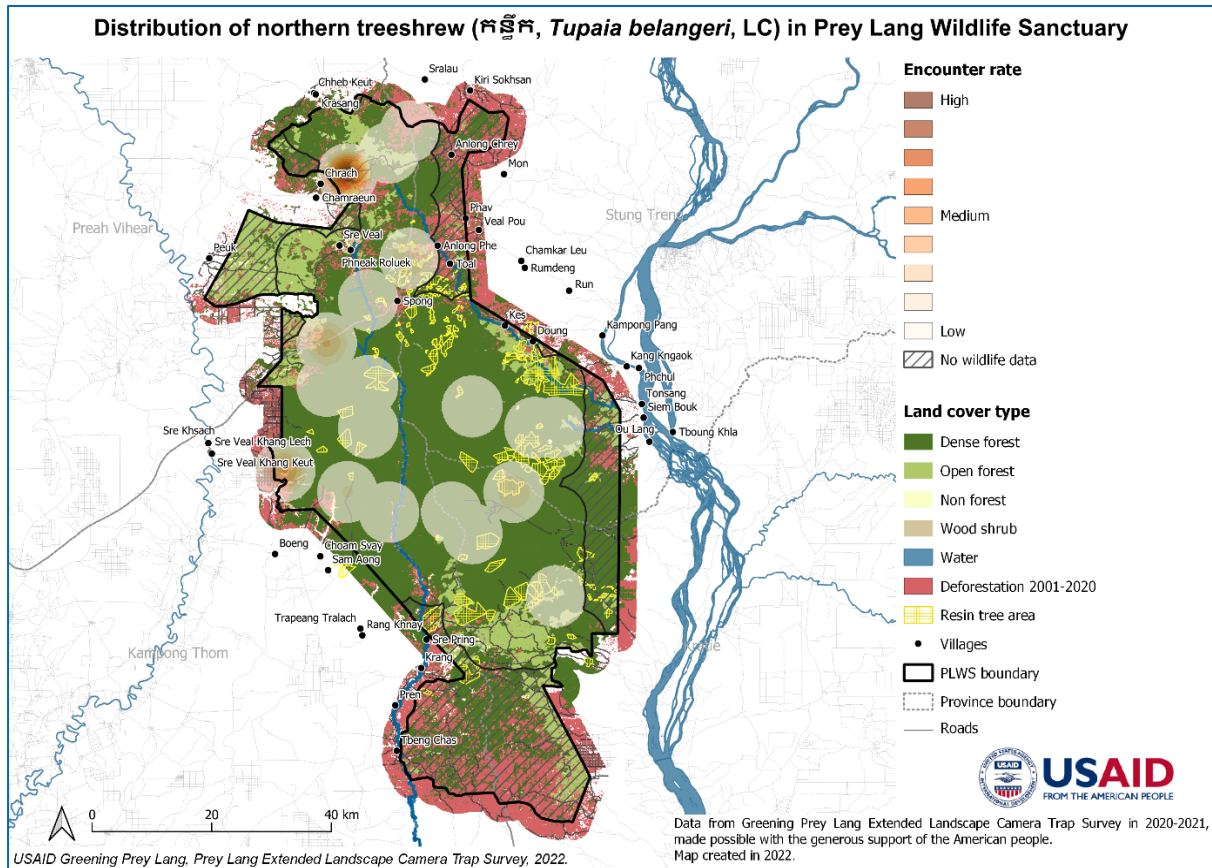 Distribution of northern treeshrew (កន្ធឹក, Tupaia belangeri, LC) in Prey Lang Wildlife Sanctuary
Sralau
Chheb Keut
Kiri Sokhsan
Krasang
Anlong Chrey
Mon
Chrach
Chamraeun
Phav
Stung Treng
Veal Pou
Preah Vihear
Sre Veal
Anlong Phe
Peuk
Phneak Roluek
Toal
Chamkar Leu
Rumdeng
Run
Spong
Kes
Doung
Kampong Pang
Kang Kngaok
Phchul
Tonsang
Siem Bouk
Ou Lang
Tboung Khla
Sre Khsach
Sre Veal Khang Lech
Sre Veal Khang Keut
Boeng
Choam Svay
Sam Aong
Trapeang Tralach
Rang Khnay
Sre Pring
Kampong Thom
Krang
Pren
Tbeng Chas
Encounter rate
High
Medium
Low
No wildlife data
Land cover type
Dense forest
Open forest
Non forest
Wood shrub
Water
Deforestation 2001-2020
Resin tree area
Villages
PLWS boundary
Province boundary
Roads
USAID
FROM THE AMERICAN PEOPLE
0 20 40 km
Data from Greening Prey Lang Extended Landscape Camera Trap Survey in 2020-2021,
made possible with the generous support of the American people.
Map created in 2022.
USAID Greening Prey Lang, Prey Lang Extended Landscape Camera Trap Survey, 2022.